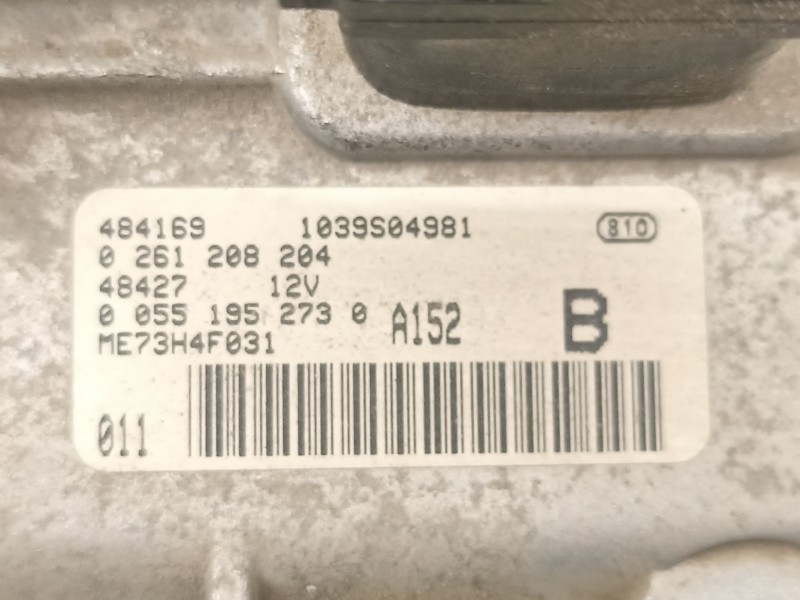 484169 1039S04981 810
0 261 208 204
48427 12V
0 055 195 273 0 A152 B
ME73H4F031
011